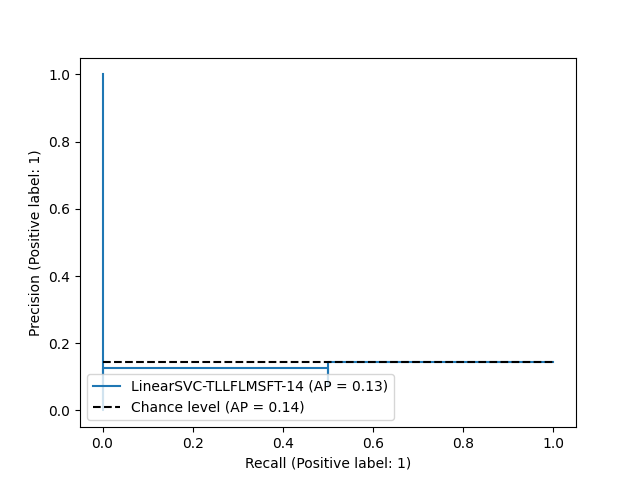 1.0
0.8
0.6
0.4
0.2
0.0
Precision (Positive label: 1)
LinearSVC-TLLFLMSFT-14 (AP = 0.13)
Chance level (AP = 0.14)
0.0 0.2 0.4 0.6 0.8 1.0
Recall (Positive label: 1)